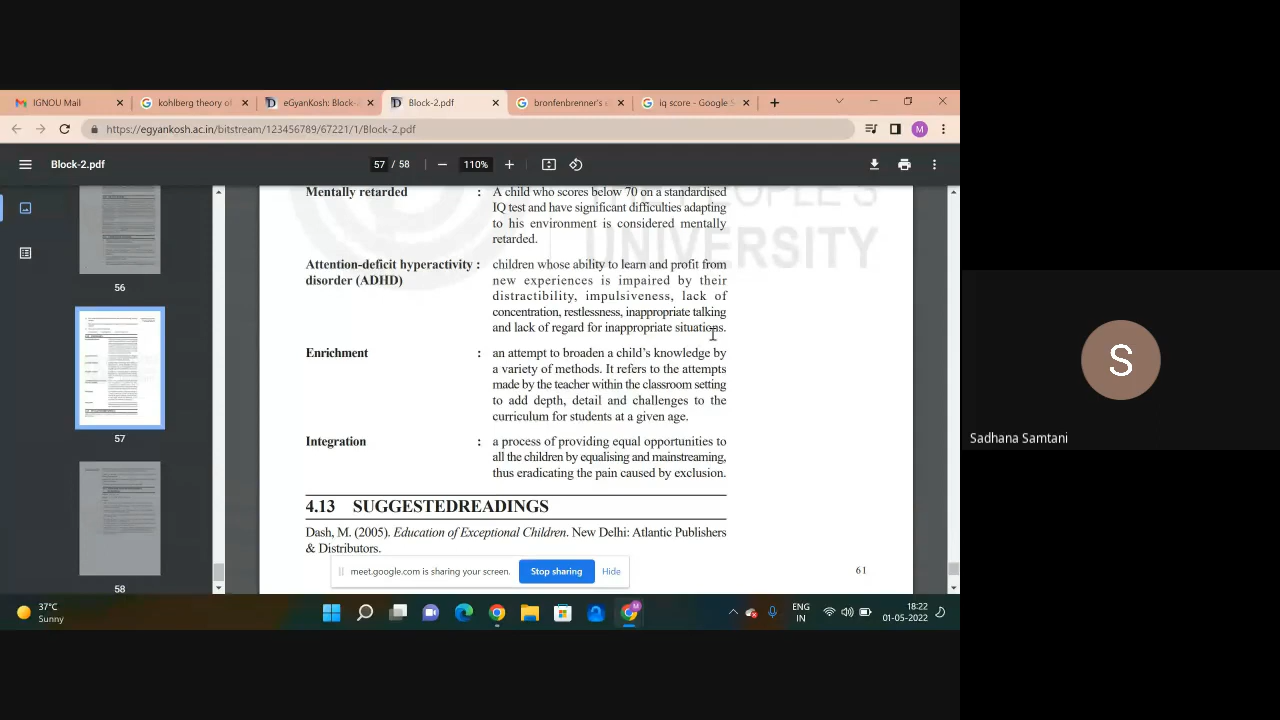 IGNOU Mail
kohlberg theory of
eGyanKosh: Block-
Block-2.pdf
bronfenbrenner's
iq score - Google S
https://egyankosh.ac.in/bitstream/123456789/67221/1/Block-2.pdf
M
Block-2.pdf
57 / 58
110%
56
57
58
PEOPLE'S
UNIVERSITY
Mentally retarded : A child who scores below 70 on a standardised
IQ test and have significant difficulties adapting
to his environment is considered mentally
retarded.
Attention-deficit hyperactivity : children whose ability to learn and profit from
disorder (ADHD) new experiences is impaired by their
distractibility, impulsiveness, lack of
concentration, restlessness, inappropriate talking
and lack of regard for inappropriate situations.
Enrichment : an attempt to broaden a child's knowledge by
a variety of methods. It refers to the attempts
made by the teacher within the classroom setting
to add depth, detail and challenges to the
curriculum for students at a given age.
Integration : a process of providing equal opportunities to
all the children by equalising and mainstreaming,
thus eradicating the pain caused by exclusion.
4.13 SUGGESTEDREADINGS
Dash, M. (2005). Education of Exceptional Children. New Delhi: Atlantic Publishers
& Distributors.
61
meet.google.com is sharing your screen.
Stop sharing
Hide
37°C
Sunny
ENG
IN
18:22
01-05-2022
S
Sadhana Samtani